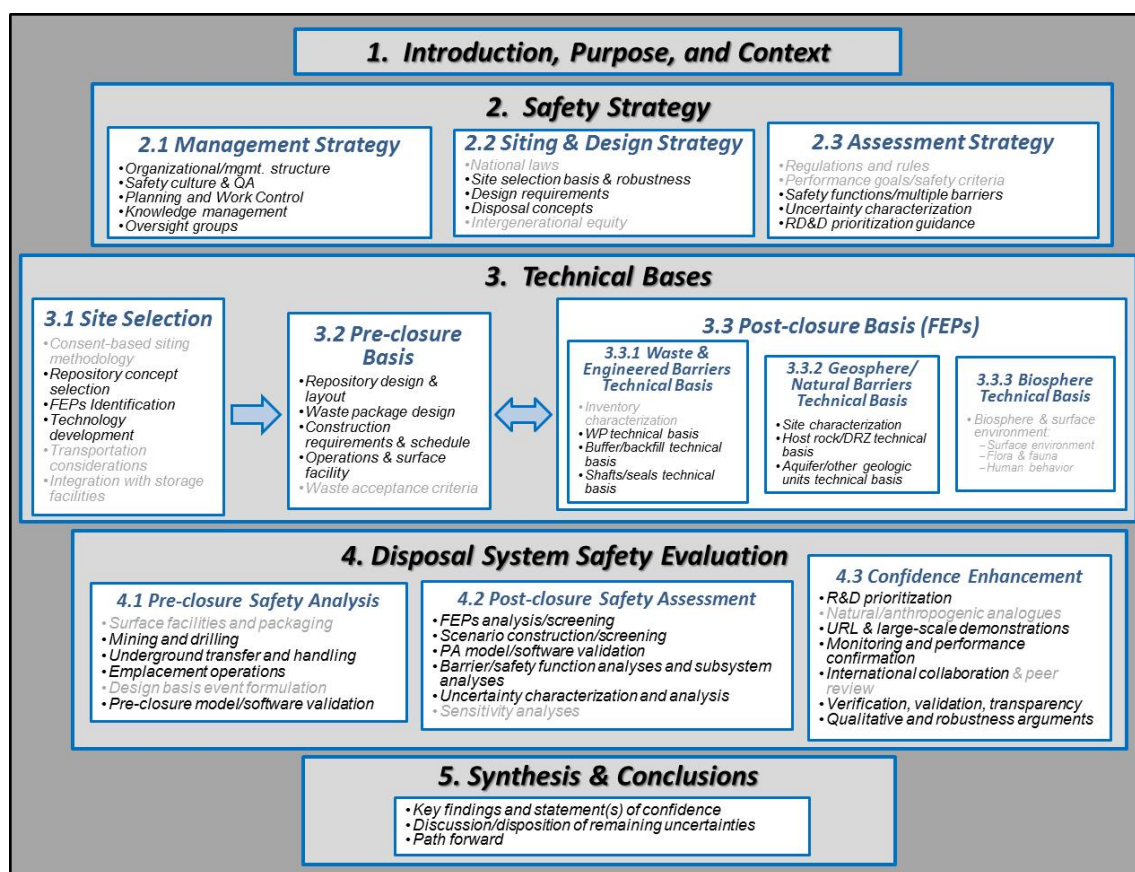 1. Introduction, Purpose, and Context
2. Safety Strategy
2.1 Management Strategy
•Organizational/mgmt. structure
•Safety culture & QA
•Planning and Work Control
•Knowledge management
•Oversight groups
2.2 Siting & Design Strategy
•National laws
•Site selection basis & robustness
•Design requirements
•Disposal concepts
•Intergenerational equity
2.3 Assessment Strategy
•Regulations and rules
•Performance goals/safety criteria
•Safety functions/multiple barriers
•Uncertainty characterization
•RD&D prioritization guidance
3. Technical Bases
3.1 Site Selection
•Consent-based siting
methodology
•Repository concept
selection
•FEPs Identification
•Technology
development
•Transportation
considerations
•Integration with storage
facilities
3.2 Pre-closure
Basis
•Repository design &
layout
•Waste package design
•Construction
requirements & schedule
•Operations & surface
facility
•Waste acceptance criteria
3.3 Post-closure Basis (FEPs)
3.3.1 Waste &
Engineered Barriers
Technical Basis
•Inventory
characterization
•WP technical basis
•Buffer/backfill technical
basis
•Shafts/seals technical
basis
3.3.2 Geosphere/
Natural Barriers
Technical Basis
•Site characterization
•Host rock/DRZ technical
basis
•Aquifer/other geologic
units technical basis
3.3.3 Biosphere
Technical Basis
•Biosphere & surface
environment:
–Surface environment
–Flora & fauna
–Human behavior
4. Disposal System Safety Evaluation
4.1 Pre-closure Safety Analysis
•Surface facilities and packaging
•Mining and drilling
•Underground transfer and handling
•Emplacement operations
•Design basis event formulation
•Pre-closure model/software validation
4.2 Post-closure Safety Assessment
•FEPs analysis/screening
•Scenario construction/screening
•PA model/software validation
•Barrier/safety function analyses and subsystem
analyses
•Uncertainty characterization and analysis
•Sensitivity analyses
4.3 Confidence Enhancement
•R&D prioritization
•Natural/anthropogenic analogues
•URL & large-scale demonstrations
•Monitoring and performance
confirmation
•International collaboration & peer
review
•Verification, validation, transparency
•Qualitative and robustness arguments
5. Synthesis & Conclusions
•Key findings and statement(s) of confidence
•Discussion/disposition of remaining uncertainties
•Path forward